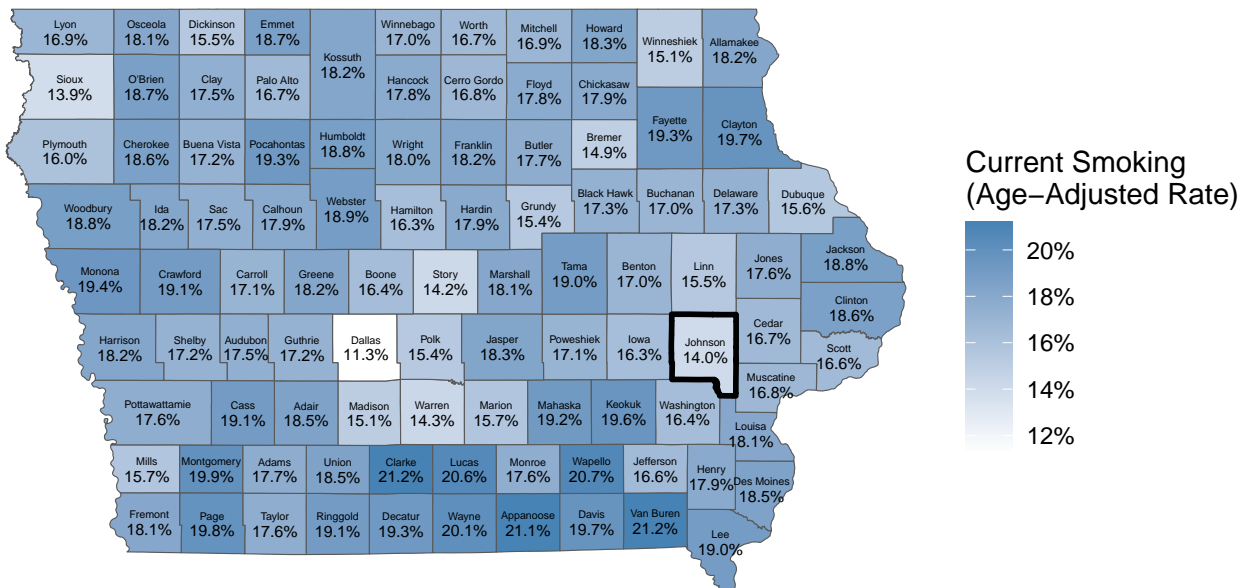 Lyon
16.9%
Osceola
18.1%
Dickinson
15.5%
Emmet
18.7%
Kossuth
18.2%
Winnebago
17.0%
Worth
16.7%
Mitchell
16.9%
Howard
18.3%
Winneshiek
15.1%
Allamakee
18.2%
Sioux
13.9%
O'Brien
18.7%
Clay
17.5%
Palo Alto
16.7%
Hancock
17.8%
Cerro Gordo
16.8%
Floyd
17.8%
Chickasaw
17.9%
Plymouth
16.0%
Cherokee
18.6%
Buena Vista
17.2%
Pocahontas
19.3%
Humboldt
18.8%
Wright
18.0%
Franklin
18.2%
Butler
17.7%
Bremer
14.9%
Fayette
19.3%
Clayton
19.7%
Woodbury
18.8%
Ida
18.2%
Sac
17.5%
Calhoun
17.9%
Webster
18.9%
Hamilton
16.3%
Hardin
17.9%
Grundy
15.4%
Black Hawk
17.3%
Buchanan
17.0%
Delaware
17.3%
Dubuque
15.6%
Monona
19.4%
Crawford
19.1%
Carroll
17.1%
Greene
18.2%
Boone
16.4%
Story
14.2%
Marshall
18.1%
Tama
19.0%
Benton
17.0%
Linn
15.5%
Jones
17.6%
Jackson
18.8%
Clinton
18.6%
Harrison
18.2%
Shelby
17.2%
Audubon
17.5%
Guthrie
17.2%
Dallas
11.3%
Polk
15.4%
Jasper
18.3%
Poweshiek
17.1%
Iowa
16.3%
Johnson
14.0%
Cedar
16.7%
Scott
16.6%
Muscatine
16.8%
Pottawattamie
17.6%
Cass
19.1%
Adair
18.5%
Madison
15.1%
Warren
14.3%
Marion
15.7%
Mahaska
19.2%
Keokuk
19.6%
Washington
16.4%
Louisa
18.1%
Mills
15.7%
Montgomery
19.9%
Adams
17.7%
Union
18.5%
Clarke
21.2%
Lucas
20.6%
Monroe
17.6%
Wapello
20.7%
Jefferson
16.6%
Henry
17.9%
Des Moines
18.5%
Fremont
18.1%
Page
19.8%
Taylor
17.6%
Ringgold
19.1%
Decatur
19.3%
Wayne
20.1%
Appanoose
21.1%
Davis
19.7%
Van Buren
21.2%
Lee
19.0%
Current Smoking
(Age−Adjusted Rate)
20%
18%
16%
14%
12%